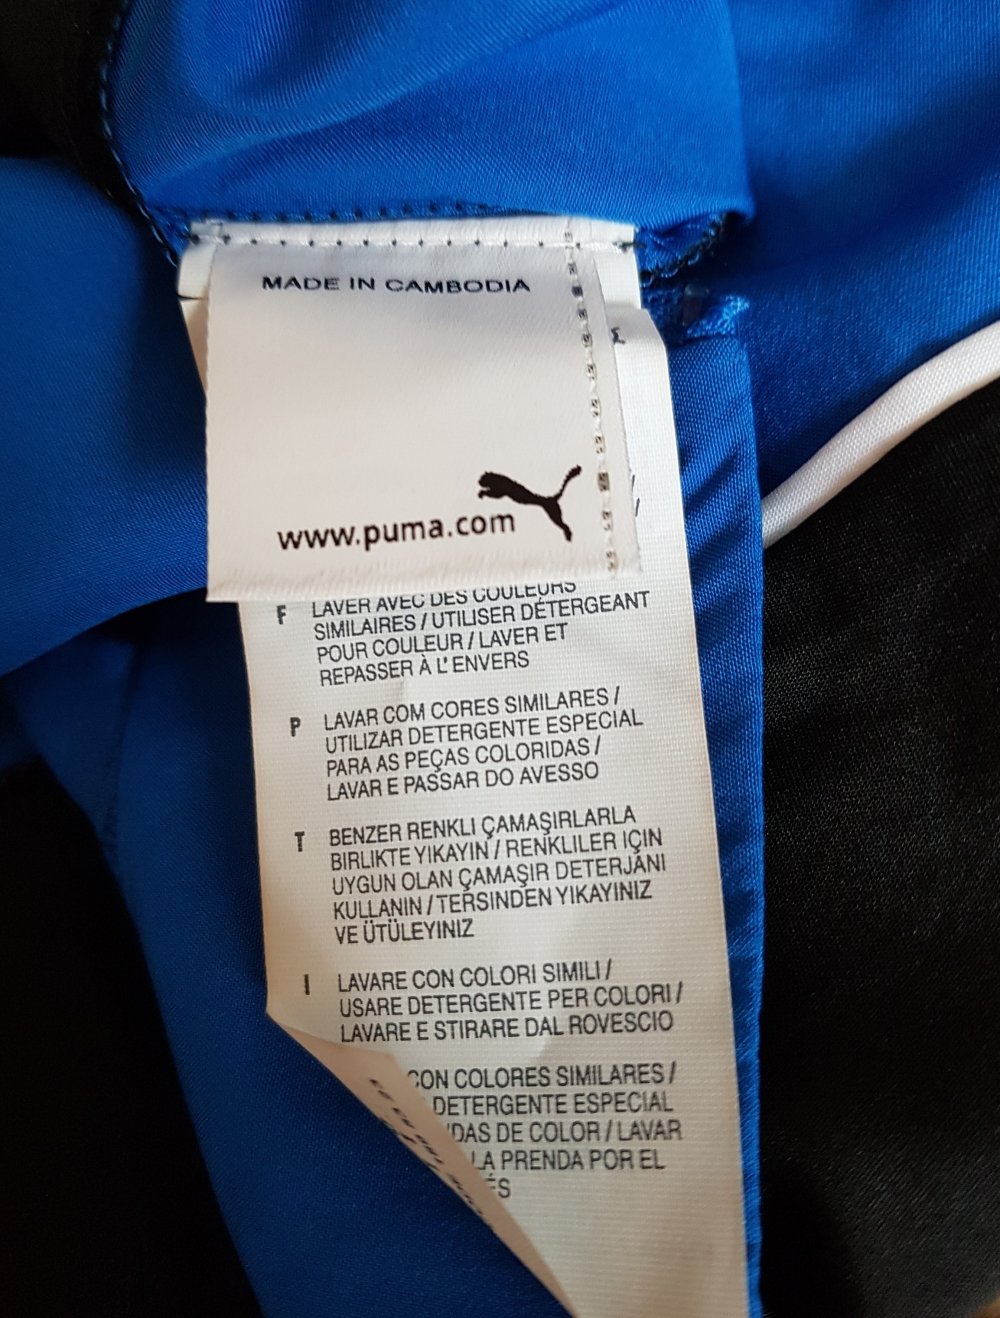 MADE IN CAMBODIA
www.puma.com
F LAVER AVEC DES COULEURS
SIMILAIRES / UTILISER DÉTERGEANT
POUR COULEUR / LAVER ET
REPASSER À L'ENVERS
P LAVAR COM CORES SIMILARES /
UTILIZAR DETERGENTE ESPECIAL
PARA AS PEÇAS COLORIDAS /
LAVAR E PASSAR DO AVESSO
T BENZER RENKLI ÇAMAŞIRLARLA
BIRLIKTE YIKAYIN / RENKLILER IÇIN
UYGUN OLAN ÇAMAŞIR DETERJANI
KULLANIN / TERSINDEN YIKAYINIZ
VE ÜTÜLEYINIZ
I LAVARE CON COLORI SIMILI /
USARE DETERGENTE PER COLORI /
LAVARE E STIRARE DAL ROVESCIO
CON COLORES SIMILARES /
DETERGENTE ESPECIAL
DAS DE COLOR / LAVAR
LA PRENDA POR EL
ÉS